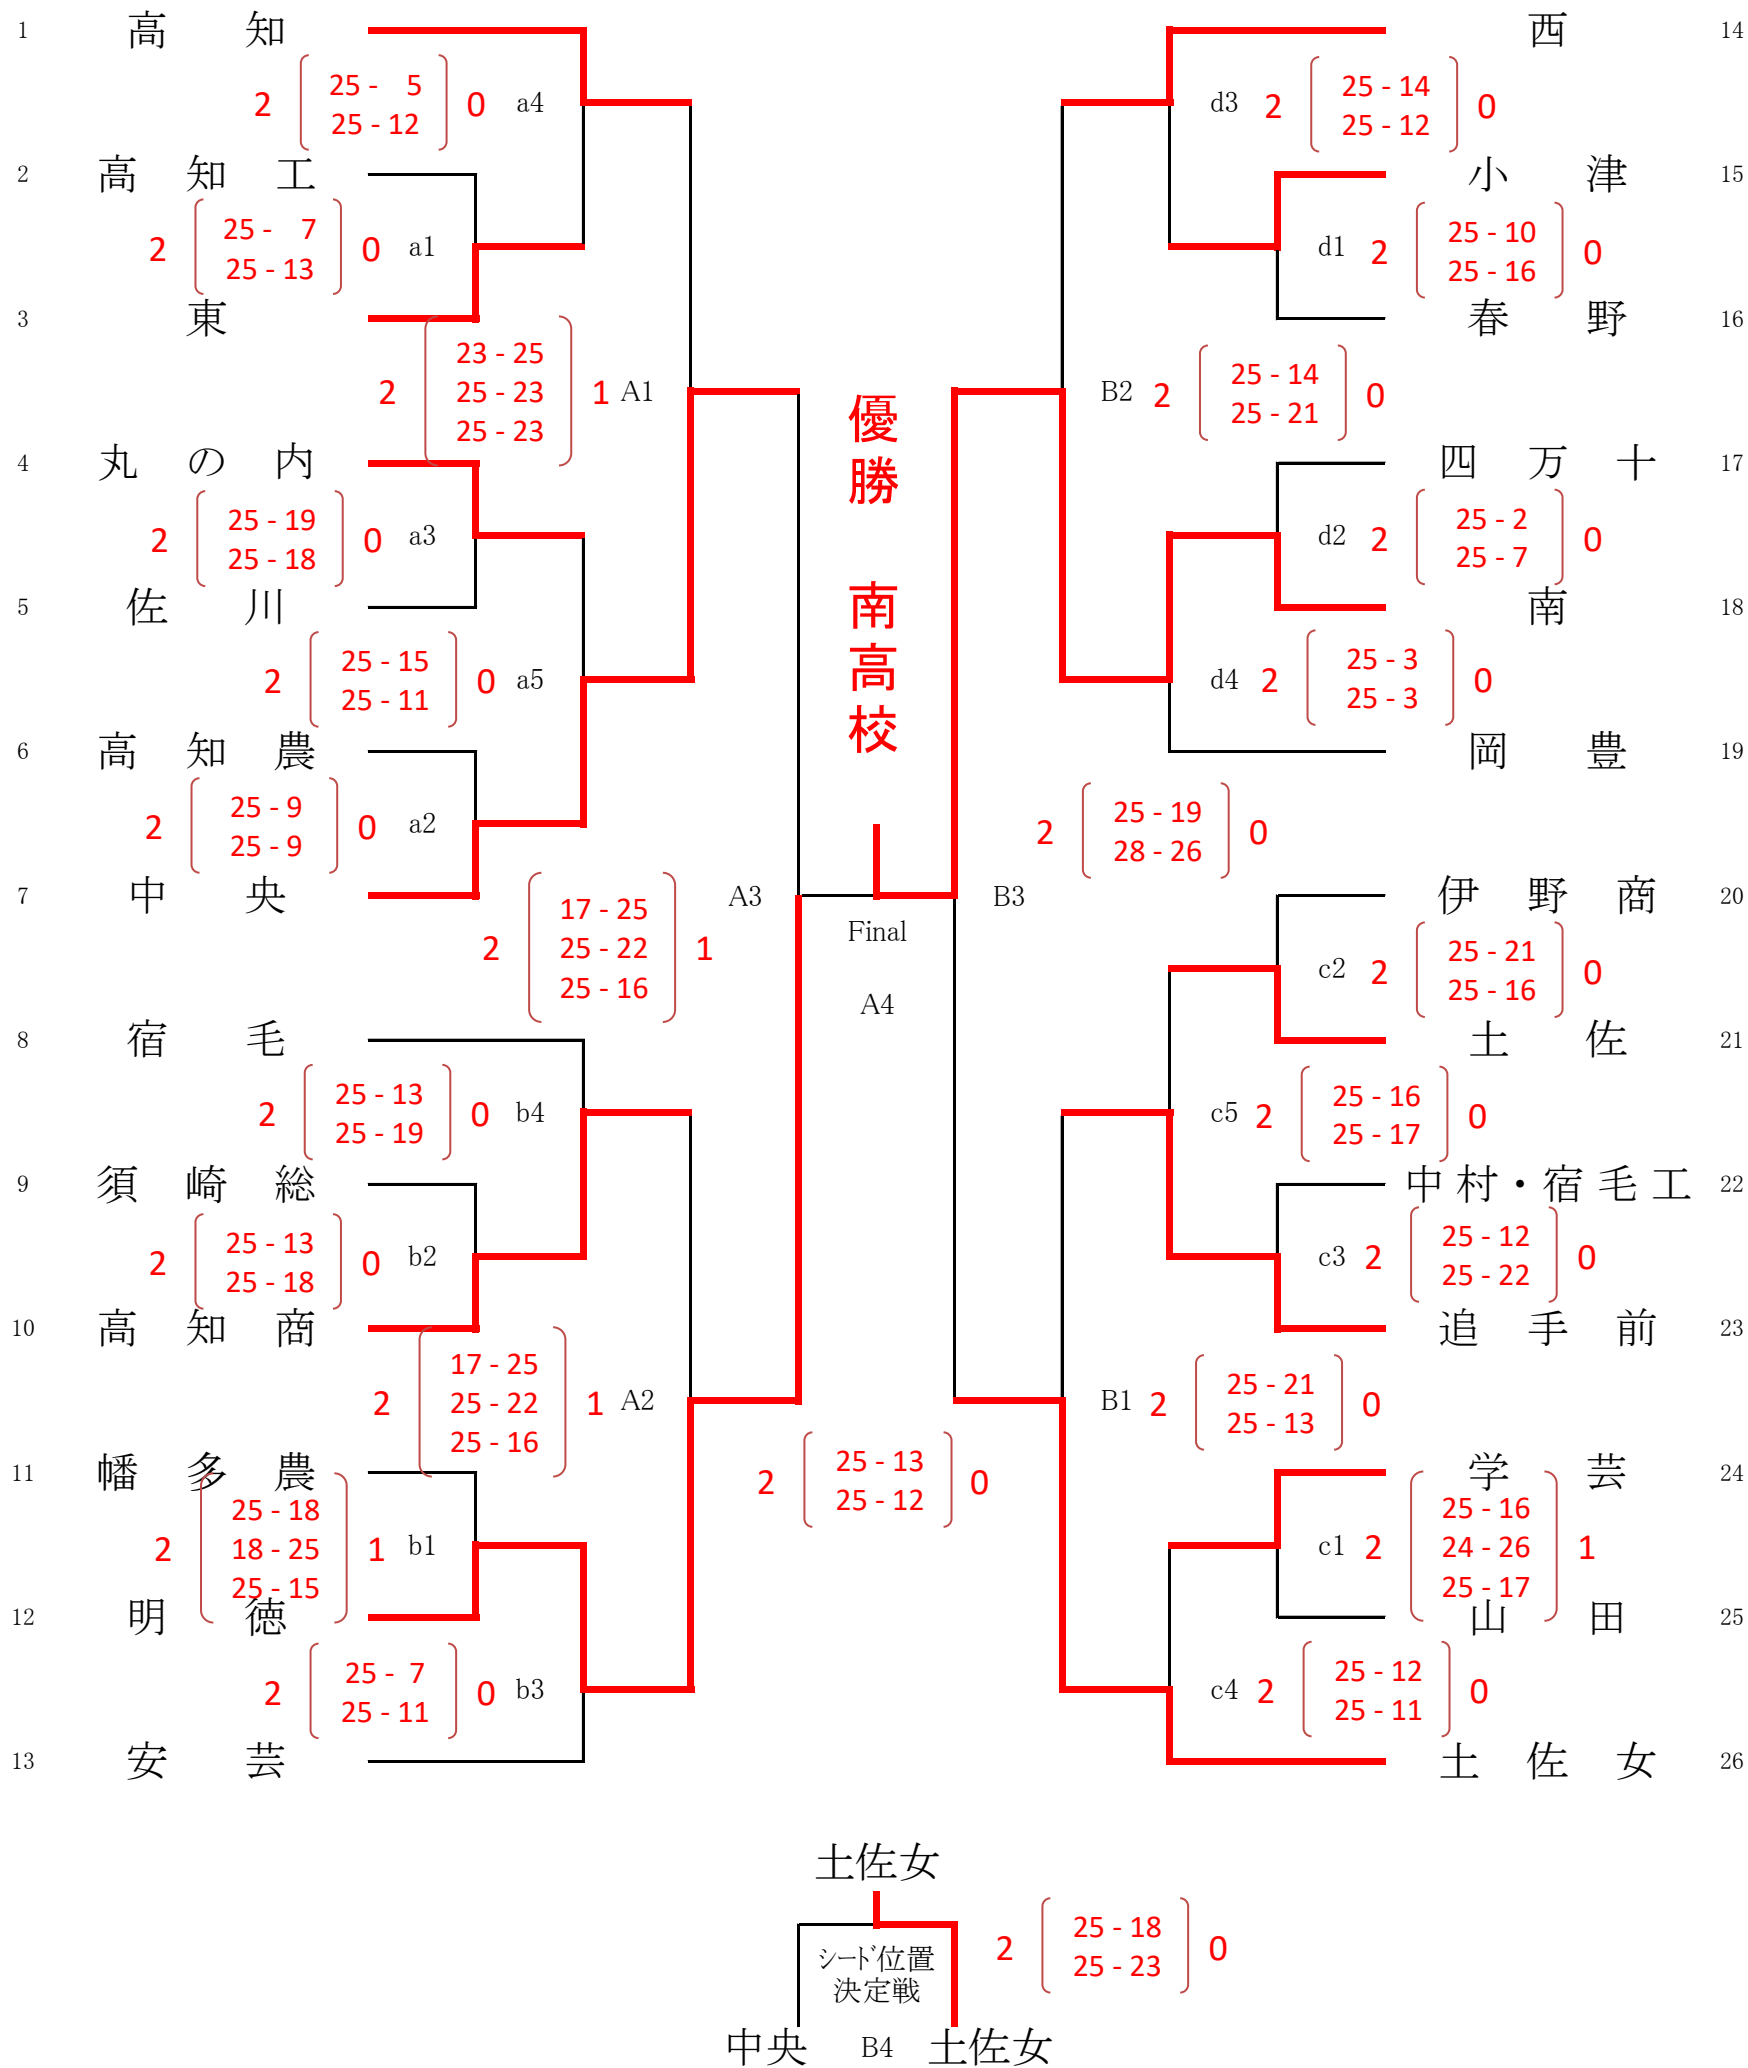 1 高知
2 ( 25 - 5 25 - 12 ) 0 a4
2 高知工
2 ( 25 - 7 25 - 13 ) 0 a1
3 東
2 ( 23 - 25 25 - 23 25 - 23 ) 1 A1
4 丸の内
2 ( 25 - 19 25 - 18 ) 0 a3
5 佐川
2 ( 25 - 15 25 - 11 ) 0 a5
6 高知農
2 ( 25 - 9 25 - 9 ) 0 a2
7 中央
2 ( 17 - 25 25 - 22 25 - 16 ) 1 A3
8 宿毛
2 ( 25 - 13 25 - 19 ) 0 b4
9 須崎総
2 ( 25 - 13 25 - 18 ) 0 b2
10 高知商
2 ( 17 - 25 25 - 22 25 - 16 ) 1 A2
11 幡多農
2 ( 25 - 18 18 - 25 25 - 15 ) 1 b1
12 明徳
2 ( 25 - 7 25 - 11 ) 0 b3
13 安芸
優勝 南高校
Final
A4
2 ( 25 - 13 25 - 12 ) 0
西 14
d3 2 ( 25 - 14 25 - 12 ) 0
小津 15
d1 2 ( 25 - 10 25 - 16 ) 0
春野 16
B2 2 ( 25 - 14 25 - 21 ) 0
四万十 17
d2 2 ( 25 - 2 25 - 7 ) 0
南 18
d4 2 ( 25 - 3 25 - 3 ) 0
岡豊 19
2 ( 25 - 19 28 - 26 ) 0
B3
伊野商 20
c2 2 ( 25 - 21 25 - 16 ) 0
土佐 21
c5 2 ( 25 - 16 25 - 17 ) 0
中村・宿毛工 22
c3 2 ( 25 - 12 25 - 22 ) 0
追手前 23
B1 2 ( 25 - 21 25 - 13 ) 0
学芸 24
c1 2 ( 25 - 16 24 - 26 25 - 17 ) 1
山田 25
c4 2 ( 25 - 12 25 - 11 ) 0
土佐女 26
土佐女
2 ( 25 - 18 25 - 23 ) 0
シード位置
決定戦
中央 B4 土佐女